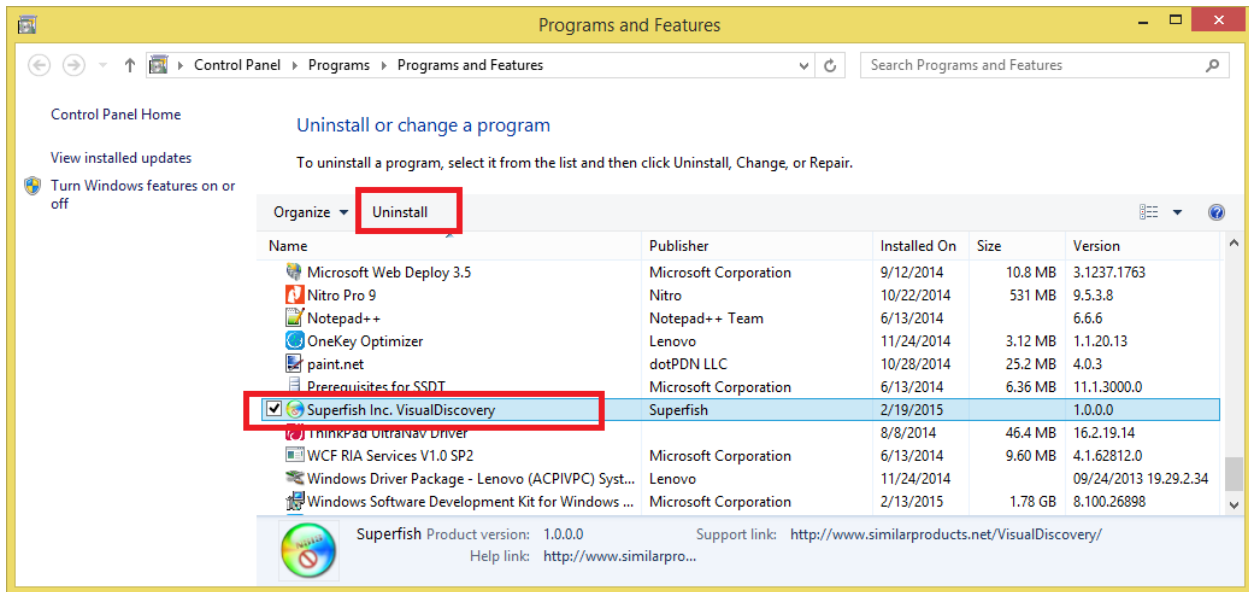 Programs and Features
Control Panel Programs Programs and Features Search Programs and Features
Control Panel Home
Uninstall or change a program
View installed updates
To uninstall a program, select it from the list and then click Uninstall, Change, or Repair.
Turn Windows features on or
off
Organize Uninstall
Name Publisher Installed On Size Version
Microsoft Web Deploy 3.5 Microsoft Corporation 9/12/2014 10.8 MB 3.1237.1763
Nitro Pro 9 Nitro 10/22/2014 531 MB 9.5.3.8
Notepad++ Notepad++ Team 6/13/2014 6.6.6
OneKey Optimizer Lenovo 11/24/2014 3.12 MB 1.1.20.13
paint.net dotPDN LLC 10/28/2014 25.2 MB 4.0.3
Prerequisites for SSDT Microsoft Corporation 6/13/2014 6.36 MB 11.1.3000.0
Superfish Inc. VisualDiscovery Superfish 2/19/2015 1.0.0.0
ThinkPad UltraNav Driver 8/8/2014 46.4 MB 16.2.19.14
WCF RIA Services V1.0 SP2 Microsoft Corporation 6/13/2014 9.60 MB 4.1.62812.0
Windows Driver Package - Lenovo (ACPIVPC) Syst... Lenovo 11/24/2014 09/24/2013 19.29.2.34
Windows Software Development Kit for Windows ... Microsoft Corporation 2/13/2015 1.78 GB 8.100.26898
Superfish Product version: 1.0.0.0 Support link: http://www.similarproducts.net/VisualDiscovery/
Help link: http://www.similarpro...